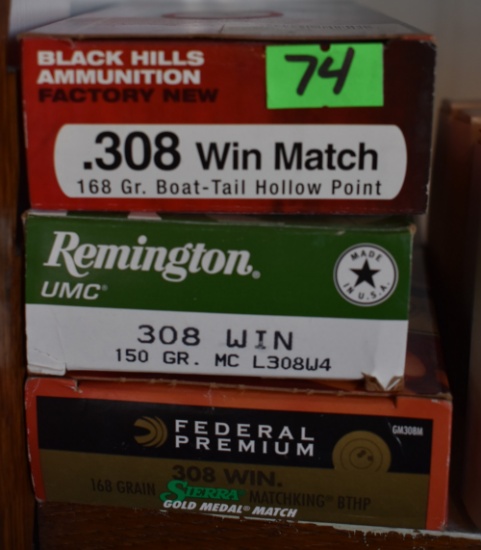 BLACK HILLS
AMMUNITION
FACTORY NEW
74
.308 Win Match
168 Gr. Boat-Tail Hollow Point
Remington®
UMC®
MADE
IN U.S.A.
308 WIN
150 GR. MC L308W4
FEDERAL
PREMIUM
GM308M
308 WIN.
168 GRAIN SIERRA® MATCHKING® BTHP
GOLD MEDAL® MATCH